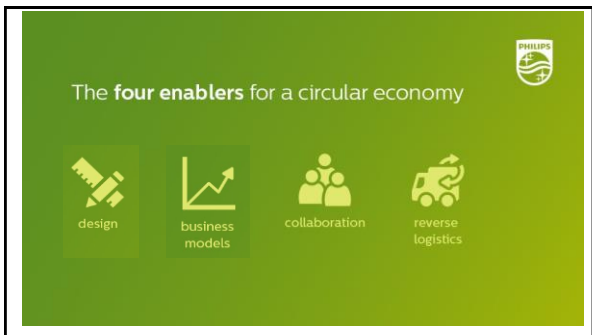 PHILIPS
The four enablers for a circular economy
design
business
models
collaboration
reverse
logistics